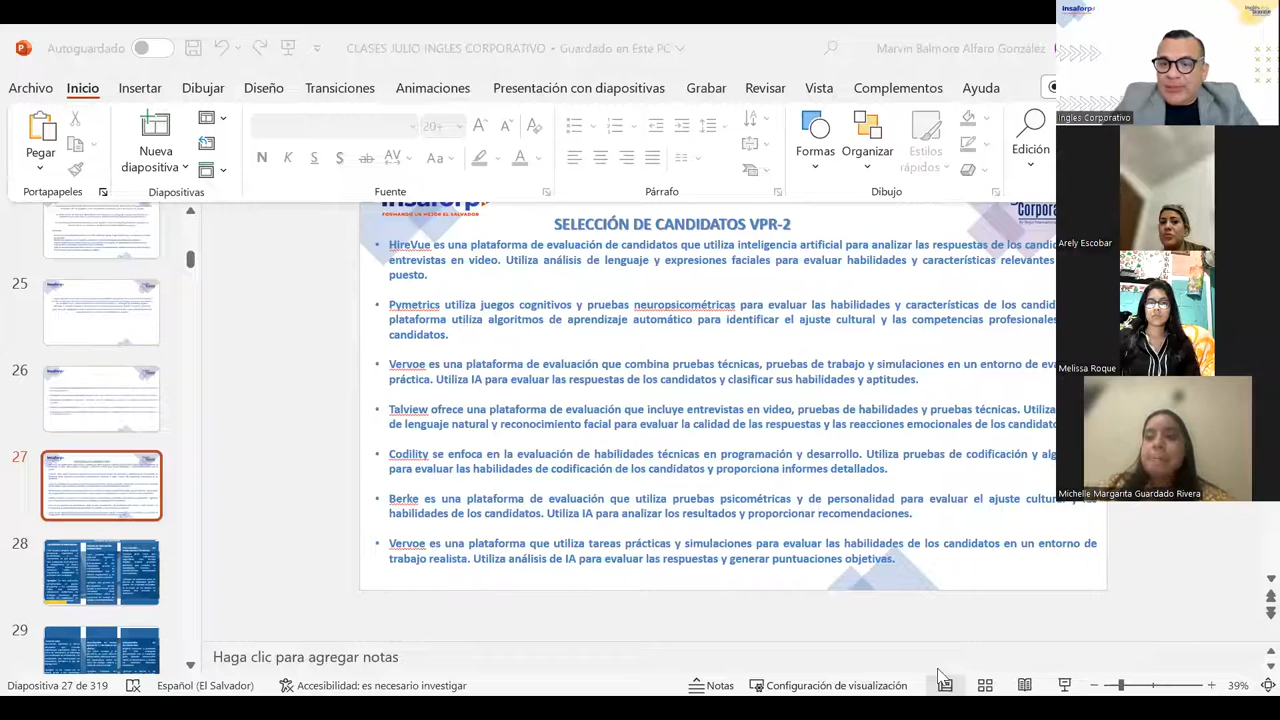 Autoguardado
CLASES JULIO INGLES CORPORATIVO • Guardado en Este PC
Marvin Balmore Alfaro González
Archivo Inicio Insertar Dibujar Diseño Transiciones Animaciones Presentación con diapositivas Grabar Revisar Vista Complementos Ayuda
Pegar
Nueva
diapositiva
20+
N K S S ab AV Aa A
Formas
Organizar
Estilos
rápidos
Edición
Portapapeles
Diapositivas
Fuente
Párrafo
Dibujo
insaforp
Ingles Corporativo
Arely Escobar
Melissa Roque
Michelle Margarita Guardado Rivera
25
26
27
28
29
insaforp
FORMANDO UN MEJOR EL SALVADOR
SELECCIÓN DE CANDIDATOS VPR-2
• HireVue es una plataforma de evaluación de candidatos que utiliza inteligencia artificial para analizar las respuestas de los
entrevistas en video. Utiliza análisis de lenguaje y expresiones faciales para evaluar habilidades y características relevantes
puesto.
• Pymetrics utiliza juegos cognitivos y pruebas neuropsicométricas para evaluar las habilidades y características de los
plataforma utiliza algoritmos de aprendizaje automático para identificar el ajuste cultural y las competencias profesionales
candidatos.
• Vervoe es una plataforma de evaluación que combina pruebas técnicas, pruebas de trabajo y simulaciones en un entorno de
práctica. Utiliza IA para evaluar las respuestas de los candidatos y clasificar sus habilidades y aptitudes.
• Talview ofrece una plataforma de evaluación que incluye entrevistas en video, pruebas de habilidades y pruebas técnicas. Utiliza
de lenguaje natural y reconocimiento facial para evaluar la calidad de las respuestas y las reacciones emocionales de los
• Codility se enfoca en la evaluación de habilidades técnicas en programación y desarrollo. Utiliza pruebas de codificación y
para evaluar las habilidades de codificación de los candidatos y proporciona informes detallados.
• Berke es una plataforma de evaluación que utiliza pruebas psicométricas y de personalidad para evaluar el ajuste
habilidades de los candidatos. Utiliza IA para analizar los resultados y proporcionar recomendaciones.
• Vervoe es una plataforma que utiliza tareas prácticas y simulaciones para evaluar las habilidades de los candidatos en un entorno de
trabajo realista. Utiliza análisis de IA para evaluar las respuestas y generar puntuaciones objetivas.
agregar notas
Diapositiva 27 de 319
Español (El Salvador)
Accesibilidad: es necesario investigar
Notas
Configuración de visualización
39%